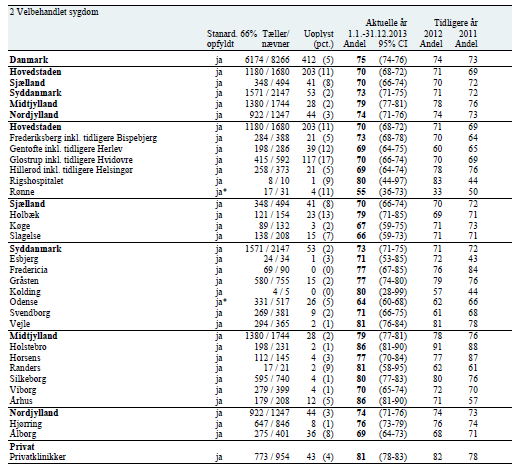 2 Velbehandlet sygdom
Aktuelle år Tidligere år
Stanard. 66% Tæller/ Uoplyst 1.1.-31.12.2013 2012 2011
opfyldt nævner (pct.) Andel 95% CI Andel Andel
Danmark ja 6174 / 8266 412 (5) 75 (74-76) 74 73
Hovedstaden ja 1180 / 1680 203 (11) 70 (68-72) 71 69
Sjælland ja 348 / 494 41 (8) 70 (66-74) 70 72
Syddanmark ja 1571 / 2147 53 (2) 73 (71-75) 71 72
Midtjylland ja 1380 / 1744 28 (2) 79 (77-81) 78 76
Nordjylland ja 922 / 1247 44 (3) 74 (71-76) 74 73
Hovedstaden ja 1180 / 1680 203 (11) 70 (68-72) 71 69
Frederiksberg inkl. tidligere Bispebjerg ja 284 / 388 21 (5) 73 (68-78) 70 64
Gentofte inkl. tidligere Herlev ja 198 / 286 39 (12) 69 (64-75) 60 65
Glostrup inkl. tidligere Hvidovre ja 415 / 592 117 (17) 70 (66-74) 70 69
Hillerød inkl. tidligere Helsingør ja 258 / 373 21 (5) 69 (64-74) 78 76
Rigshospitalet ja 8 / 10 1 (9) 80 (44-97) 83 44
Rønne ja* 17 / 31 4 (11) 55 (36-73) 33 50
Sjælland ja 348 / 494 41 (8) 70 (66-74) 70 72
Holbæk ja 121 / 154 23 (13) 79 (71-85) 69 71
Køge ja 89 / 132 3 (2) 67 (59-75) 71 73
Slagelse ja 138 / 208 15 (7) 66 (59-73) 71 71
Syddanmark ja 1571 / 2147 53 (2) 73 (71-75) 71 72
Esbjerg ja 24 / 34 1 (3) 71 (53-85) 72 43
Fredericia ja 69 / 90 0 (0) 77 (67-85) 76 84
Gråsten ja 580 / 755 15 (2) 77 (74-80) 79 76
Kolding ja 4 / 5 0 (0) 80 (28-99) 57 44
Odense ja* 331 / 517 26 (5) 64 (60-68) 62 66
Svendborg ja 269 / 381 9 (2) 71 (66-75) 61 68
Vejle ja 294 / 365 2 (1) 81 (76-84) 81 78
Midtjylland ja 1380 / 1744 28 (2) 79 (77-81) 78 76
Holstebro ja 198 / 231 2 (1) 86 (81-90) 91 88
Horsens ja 112 / 145 4 (3) 77 (70-84) 77 87
Randers ja 17 / 21 2 (9) 81 (58-95) 62 61
Silkeborg ja 595 / 740 4 (1) 80 (77-83) 80 76
Viborg ja 279 / 399 4 (1) 70 (65-74) 72 70
Århus ja 179 / 208 12 (5) 86 (81-90) 71 57
Nordjylland ja 922 / 1247 44 (3) 74 (71-76) 74 73
Hjørring ja 647 / 846 8 (1) 76 (73-79) 76 74
Ålborg ja 275 / 401 36 (8) 69 (64-73) 68 71
Privat
Privatklinikker ja 773 / 954 43 (4) 81 (78-83) 82 78